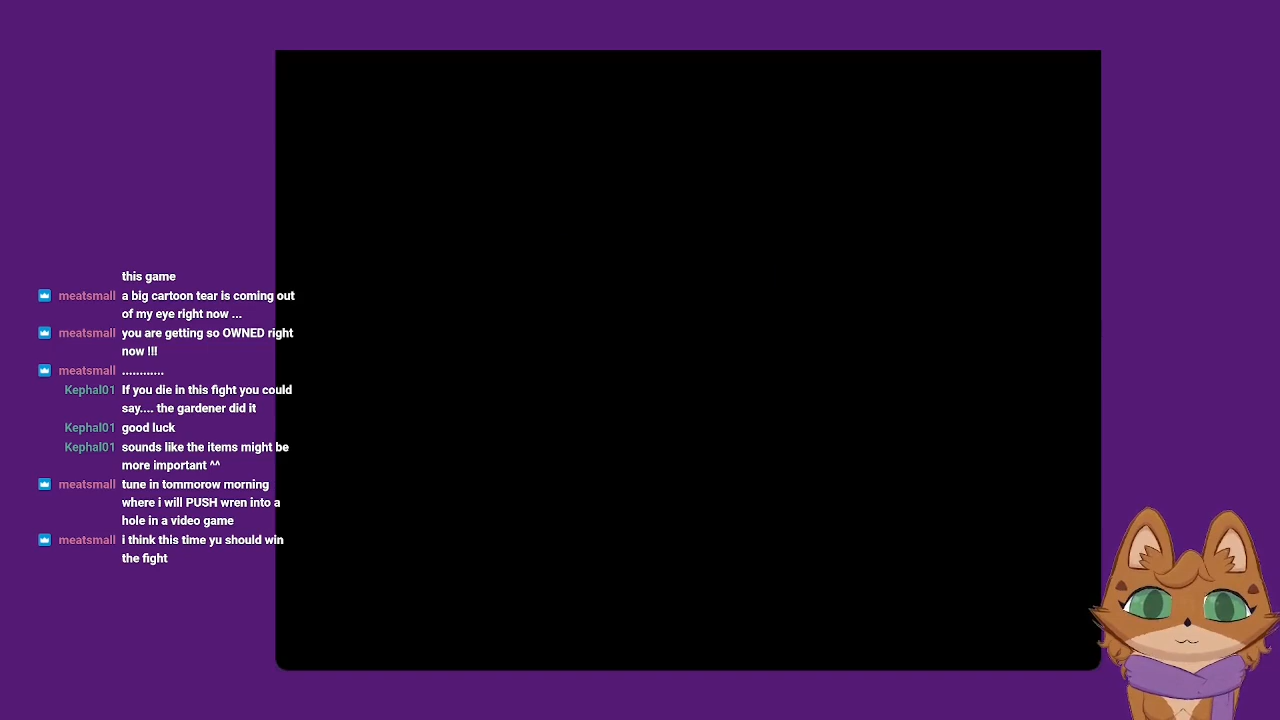 this game
meatsmall a big cartoon tear is coming out
of my eye right now ...
meatsmall you are getting so OWNED right
now !!!
meatsmall ............
Kephal01 If you die in this fight you could
say.... the gardener did it
Kephal01 good luck
Kephal01 sounds like the items might be
more important ^^
meatsmall tune in tommorow morning
where i will PUSH wren into a
hole in a video game
meatsmall i think this time yu should win
the fight